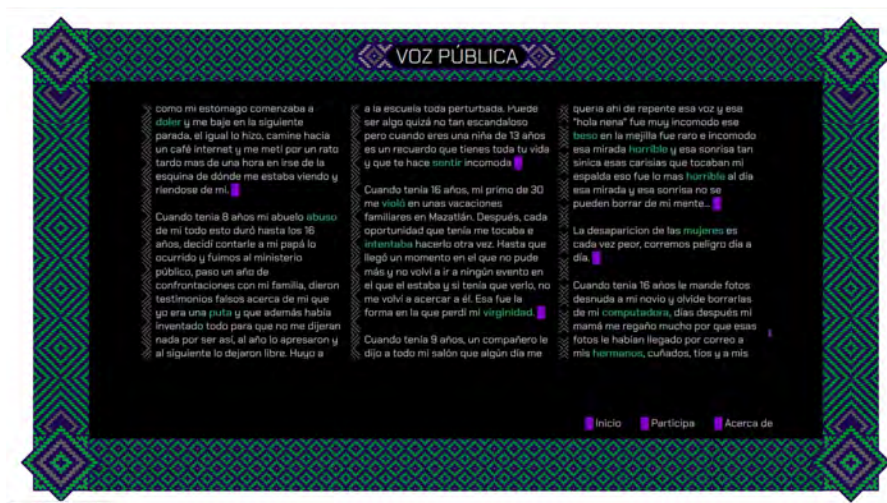 VOZ PÚBLICA
como mi estomago comenzaba a
doler y me baje en la siguiente
parada, el igual lo hizo, camine hacia
un café internet y me metí por un rato
tardo mas de una hora en irse de la
esquina de dónde me estaba viendo y
riendose de mi.
Cuando tenia 8 años mi abuelo abuso
de mi todo esto duró hasta los 16
años, decidí contarle a mi papá lo
ocurrido y fuimos al ministerio
público, paso un año de
confrontaciones con mi familia, dieron
testimonios falsos acerca de mi que
yo era una puta y que además había
inventado todo para que no me dijeran
nada por ser así, al año lo apresaron y
al siguiente lo dejaron libre. Huyo a
a la escuela toda perturbada. Puede
ser algo quizá no tan escandaloso
pero cuando eres una niña de 13 años
es un recuerdo que tienes toda tu vida
y que te hace sentir incomoda
Cuando tenía 16 años, mi primo de 30
me violó en unas vacaciones
familiares en Mazatlán. Después, cada
oportunidad que tenía me tocaba e
intentaba hacerlo otra vez. Hasta que
llegó un momento en el que no pude
más y no volví a ir a ningún evento en
el que el estaba y si tenía que verlo, no
me volví a acercar a él. Esa fue la
forma en la que perdí mi virginidad.
Cuando tenía 9 años, un compañero le
dijo a todo mi salón que algún día me
quería ahi de repente esa voz y ese
"hola nena" fue muy incomodo ese
beso en la mejilla fue raro e incomodo
esa mirada horrible y esa sonrisa tan
sinica esas carisias que tocaban mi
espalda eso fue lo mas horrible al día
esa mirada y esa sonrisa no se
pueden borrar de mi mente...
La desaparicion de las mujeres es
cada vez peor, corremos peligro día a
día.
Cuando tenia 16 años le mande fotos
desnuda a mi novio y olvide borrarlas
de mi computadora, días después mi
mamá me regaño mucho por que esas
fotos le habían llegado por correo a
mis hermanos, cuñados, tíos y a mis
Inicio
Participa
Acerca de